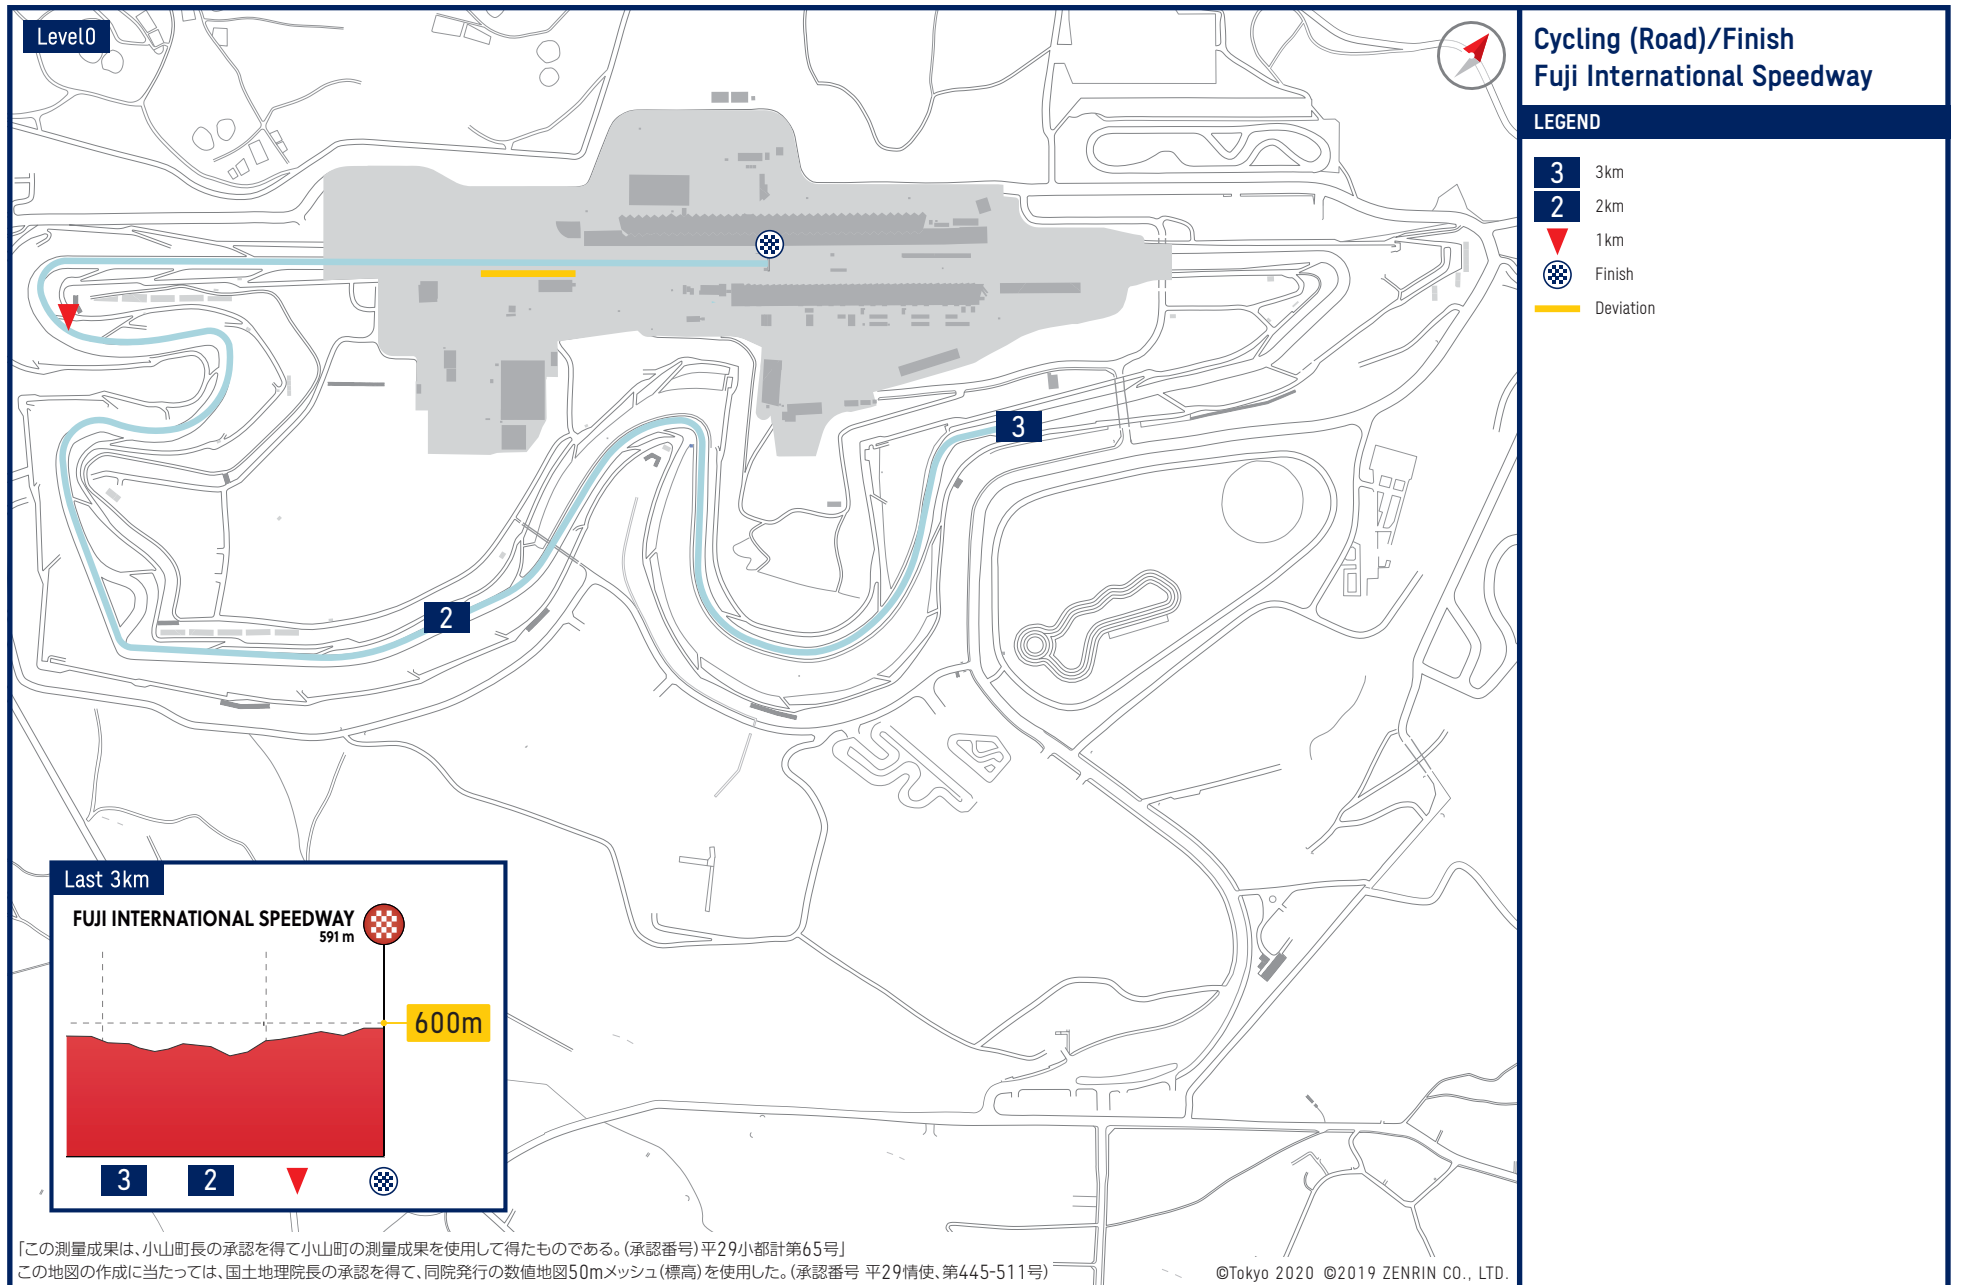 Level0
Cycling (Road)/Finish
Fuji International Speedway
LEGEND
3 3km
2 2km
1km
Finish
Deviation
3
2
Last 3km
FUJI INTERNATIONAL SPEEDWAY
591 m
600m
3 2
「この測量成果は、小山町長の承認を得て小山町の測量成果を使用して得たものである。(承認番号)平29小都計第65号」
この地図の作成に当たっては、国土地理院長の承認を得て、同院発行の数値地図50mメッシュ(標高)を使用した。(承認番号 平29情使、第445-511号)
©Tokyo 2020 ©2019 ZENRIN CO., LTD.